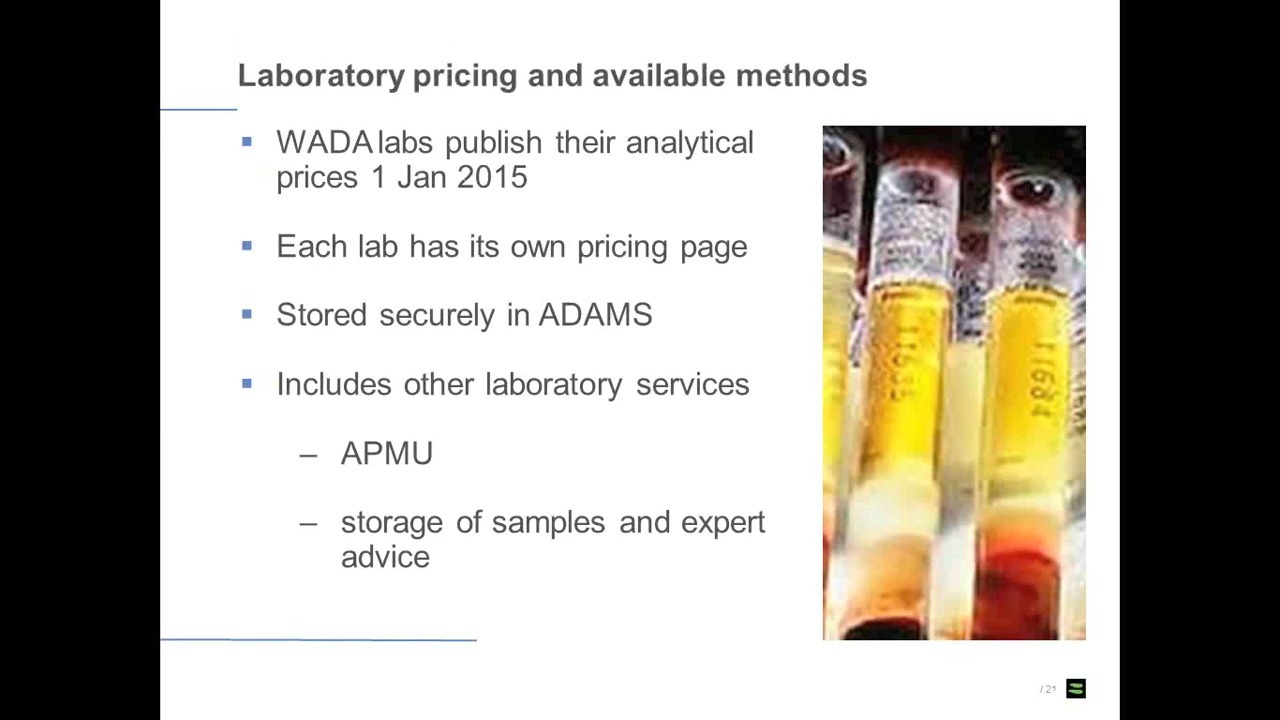 Laboratory pricing and available methods
WADA labs publish their analytical
prices 1 Jan 2015
Each lab has its own pricing page
Stored securely in ADAMS
Includes other laboratory services
– APMU
– storage of samples and expert
advice
11684